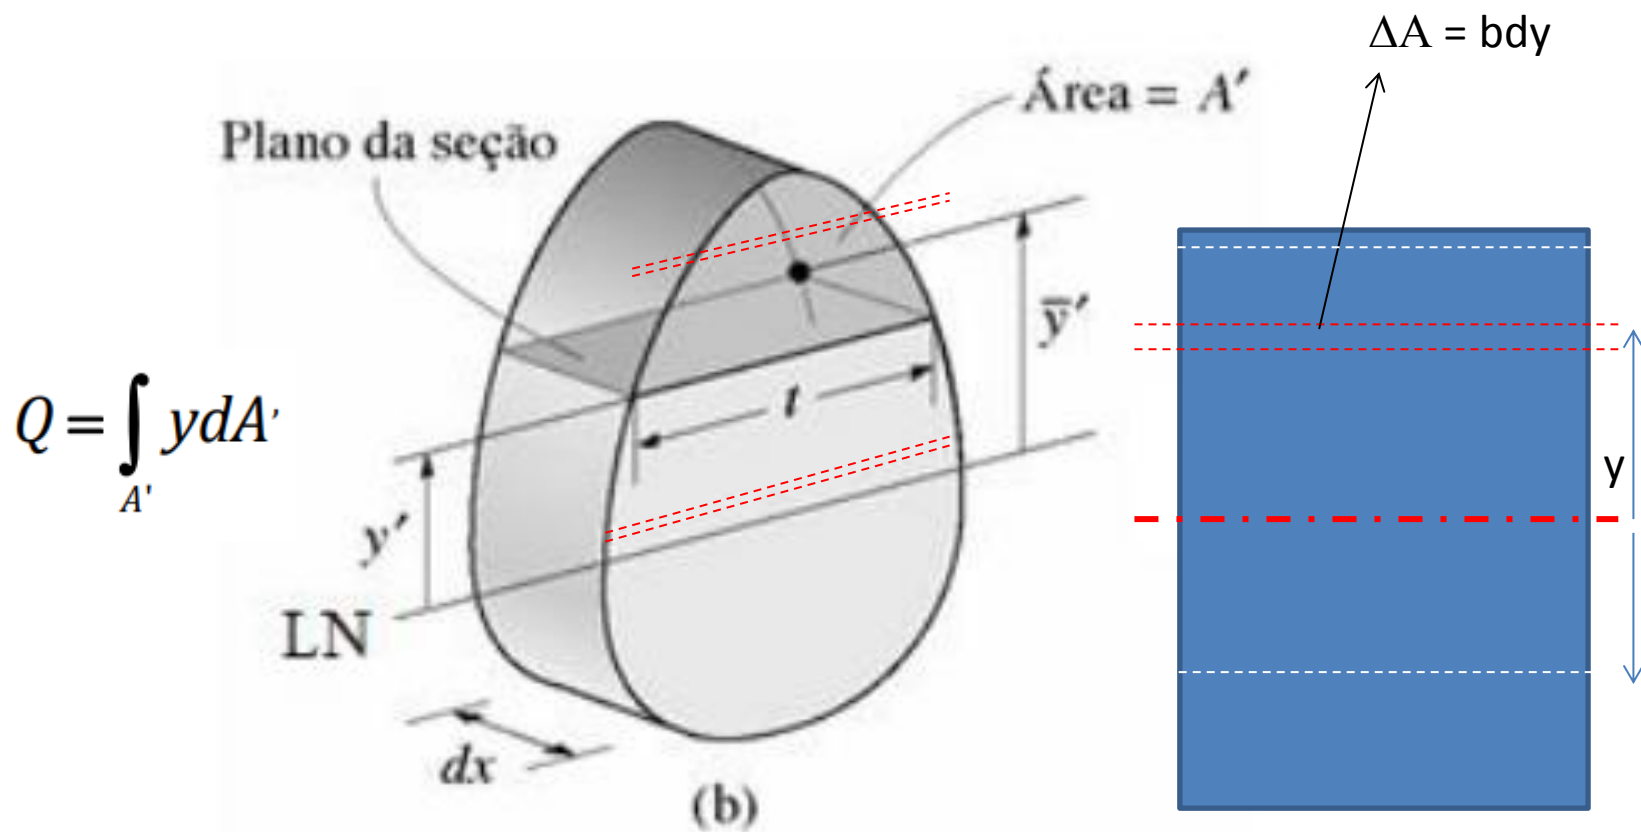 ΔA = bdy
Área = A′
Plano da seção
y̅′
t
Q = ∫ ydA'
A'
y
y′
LN
dx
(b)